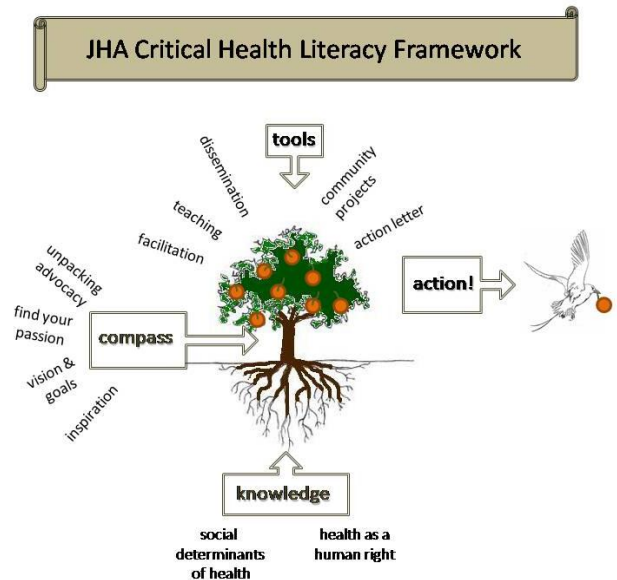 JHA Critical Health Literacy Framework
tools
dissemination
community
projects
teaching
action letter
facilitation
unpacking
advocacy
action!
find your
passion
compass
vision &
goals
inspiration
knowledge
social
determinants
of health
health as a
human right